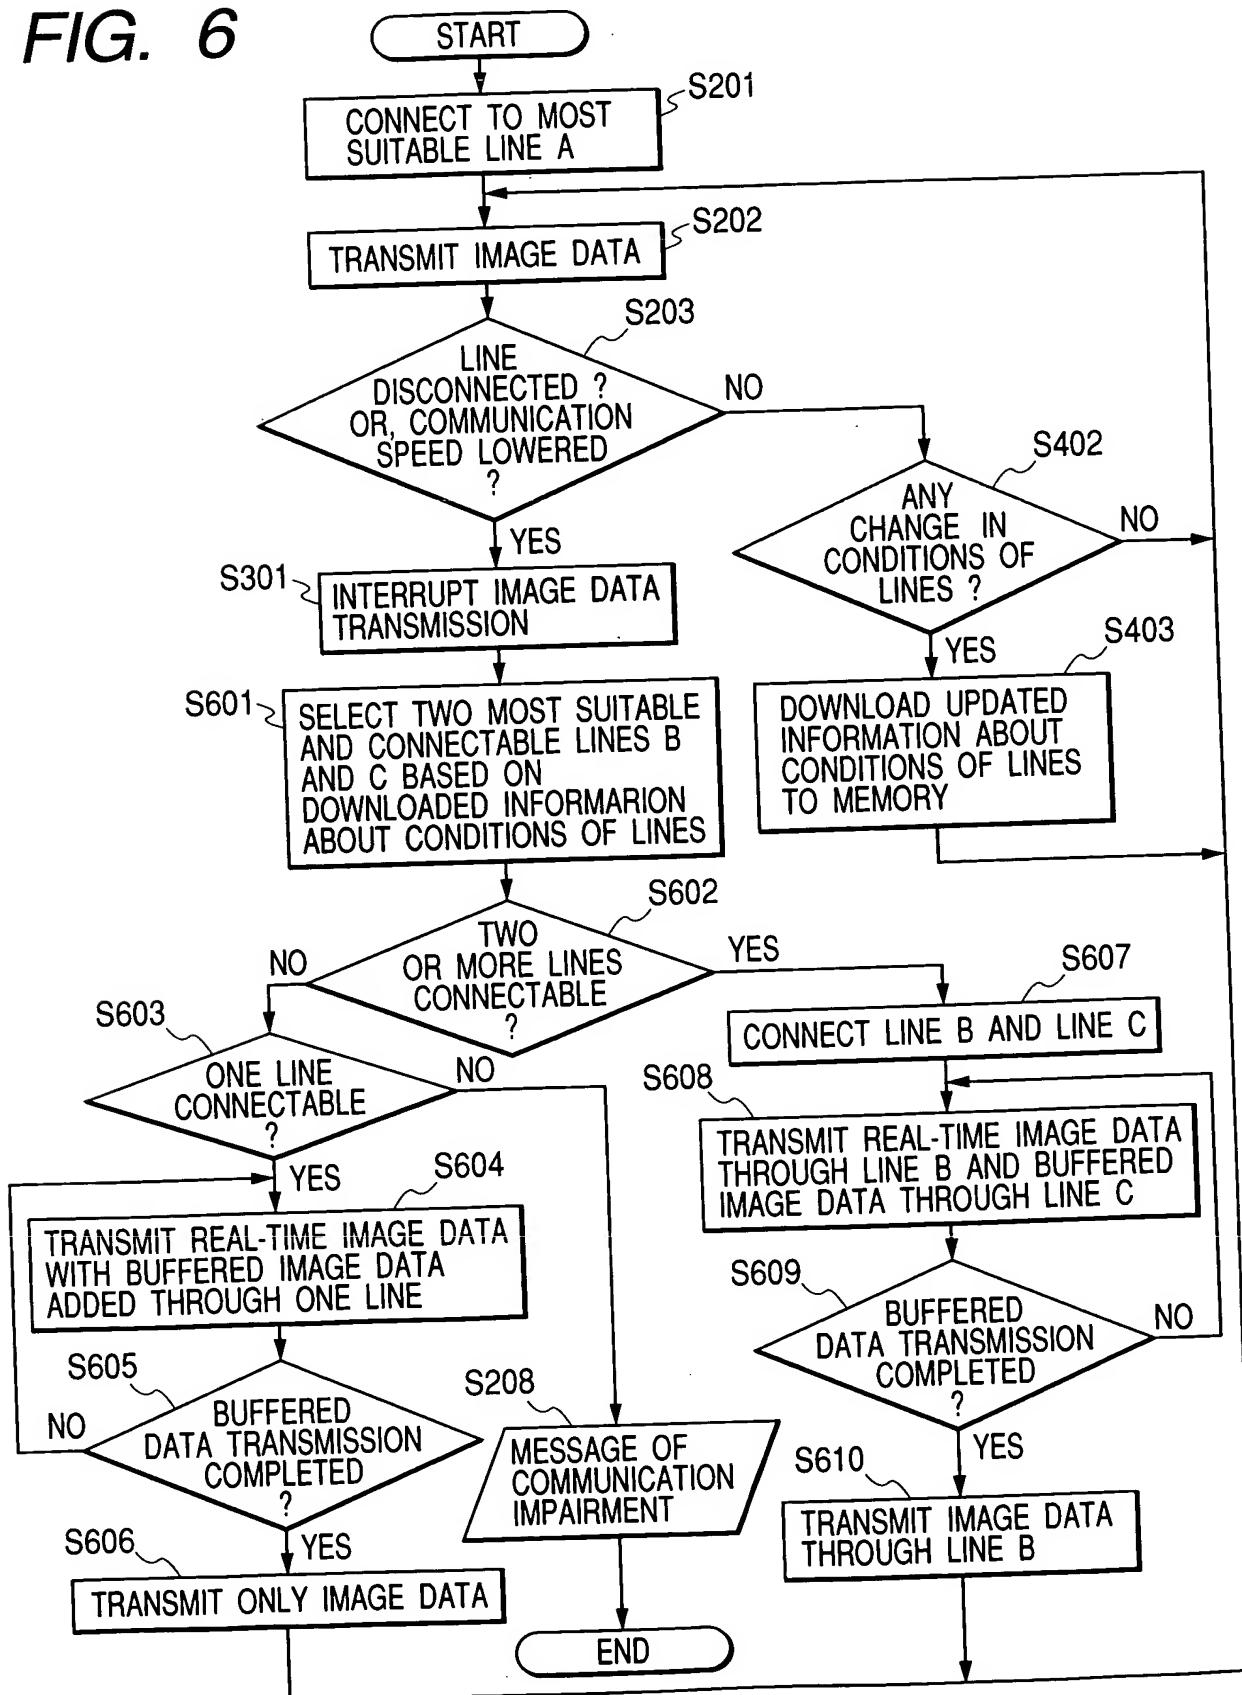 FIG. 6
START
S201
CONNECT TO MOST
SUITABLE LINE A
S202
TRANSMIT IMAGE DATA
S203
LINE
DISCONNECTED ?
OR, COMMUNICATION
SPEED LOWERED
?
NO
YES
S402
ANY
CHANGE IN
CONDITIONS OF
LINES ?
NO
YES
S403
DOWNLOAD UPDATED
INFORMATION ABOUT
CONDITIONS OF LINES
TO MEMORY
S301
INTERRUPT IMAGE DATA
TRANSMISSION
S601
SELECT TWO MOST SUITABLE
AND CONNECTABLE LINES B
AND C BASED ON
DOWNLOADED INFORMARION
ABOUT CONDITIONS OF LINES
S602
TWO
OR MORE LINES
CONNECTABLE
?
NO
YES
S603
ONE LINE
CONNECTABLE
?
NO
YES
S604
TRANSMIT REAL-TIME IMAGE DATA
WITH BUFFERED IMAGE DATA
ADDED THROUGH ONE LINE
S605
BUFFERED
DATA TRANSMISSION
COMPLETED
?
NO
YES
S606
TRANSMIT ONLY IMAGE DATA
S208
MESSAGE OF
COMMUNICATION
IMPAIRMENT
END
S607
CONNECT LINE B AND LINE C
S608
TRANSMIT REAL-TIME IMAGE DATA
THROUGH LINE B AND BUFFERED
IMAGE DATA THROUGH LINE C
S609
BUFFERED
DATA TRANSMISSION
COMPLETED
?
NO
YES
S610
TRANSMIT IMAGE DATA
THROUGH LINE B